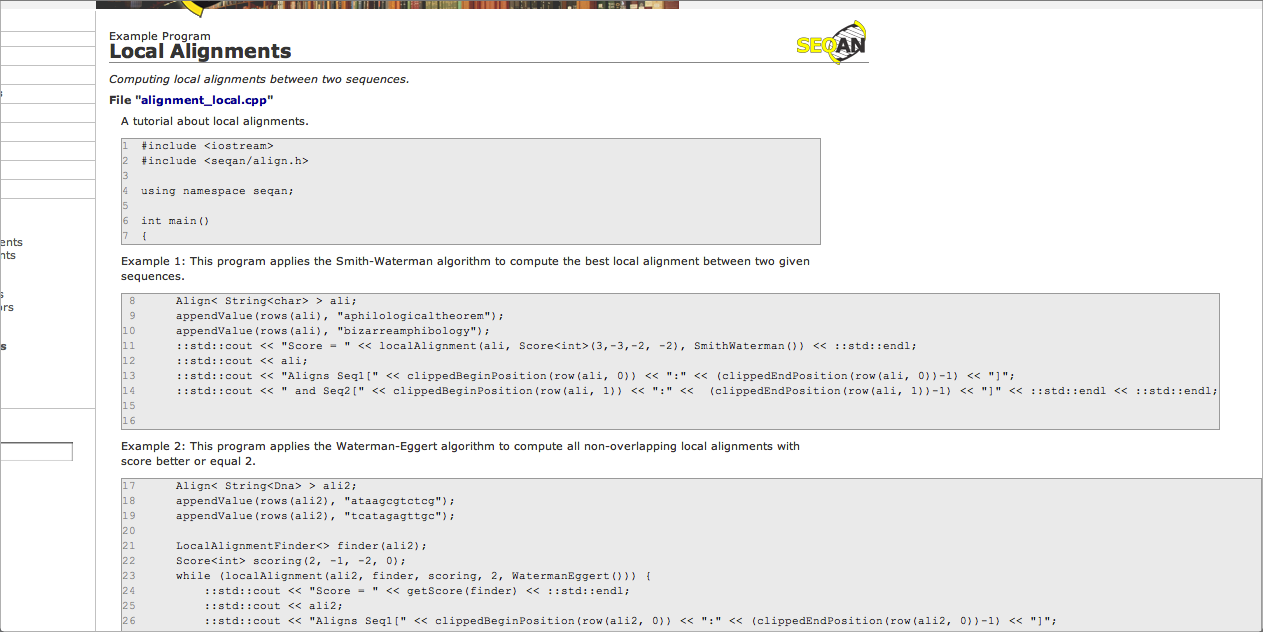 Example Program
Local Alignments
SEQAN
Computing local alignments between two sequences.
File "alignment_local.cpp"
A tutorial about local alignments.
1 #include <iostream>
2 #include <seqan/align.h>
3
4 using namespace seqan;
5
6 int main()
7 {
ents
nts
Example 1: This program applies the Smith-Waterman algorithm to compute the best local alignment between two given
sequences.
s
ors
8 Align< String<char> > ali;
9 appendValue(rows(ali), "aphilologicaltheorem");
10 appendValue(rows(ali), "bizarreamphibology");
11 ::std::cout << "Score = " << localAlignment(ali, Score<int>(3,-3,-2, -2), SmithWaterman()) << ::std::endl;
s
12 ::std::cout << ali;
13 ::std::cout << "Aligns Seq1[" << clippedBeginPosition(row(ali, 0)) << ":" << (clippedEndPosition(row(ali, 0))-1) << "]";
14 ::std::cout << " and Seq2[" << clippedBeginPosition(row(ali, 1)) << ":" <<  (clippedEndPosition(row(ali, 1))-1) << "]" << ::std::endl << ::std::endl;
15
16
Example 2: This program applies the Waterman-Eggert algorithm to compute all non-overlapping local alignments with
score better or equal 2.
17 Align< String<Dna> > ali2;
18 appendValue(rows(ali2), "ataagcgtctcg");
19 appendValue(rows(ali2), "tcatagagttgc");
20
21 LocalAlignmentFinder<> finder(ali2);
22 Score<int> scoring(2, -1, -2, 0);
23 while (localAlignment(ali2, finder, scoring, 2, WatermanEggert())) {
24 ::std::cout << "Score = " << getScore(finder) << ::std::endl;
25 ::std::cout << ali2;
26 ::std::cout << "Aligns Seq1[" << clippedBeginPosition(row(ali2, 0)) << ":" << (clippedEndPosition(row(ali2, 0))-1) << "]";